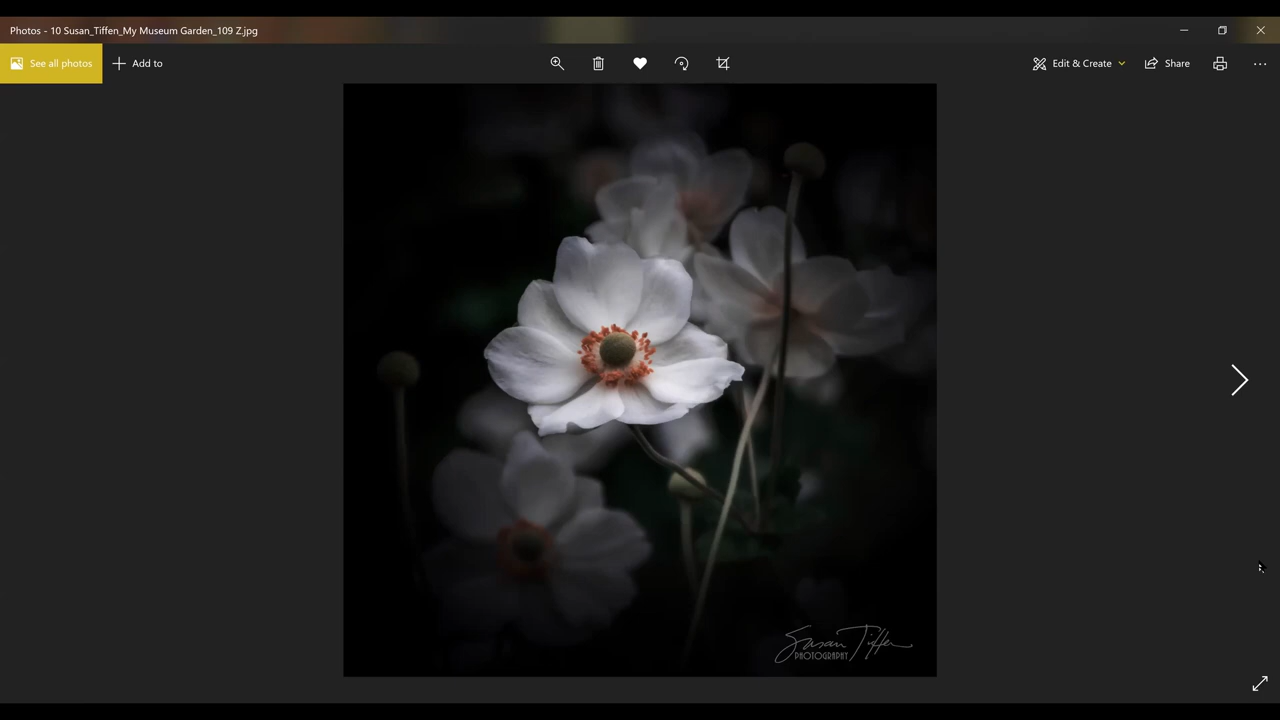 Photos - 10 Susan_Tiffen_My Museum Garden_109 Z.jpg
See all photos
Add to
Edit & Create
Share
Susan Tiffen
PHOTOGRAPHY